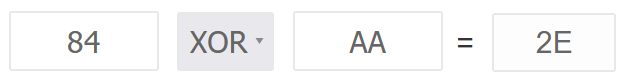 84 XOR AA = 2E